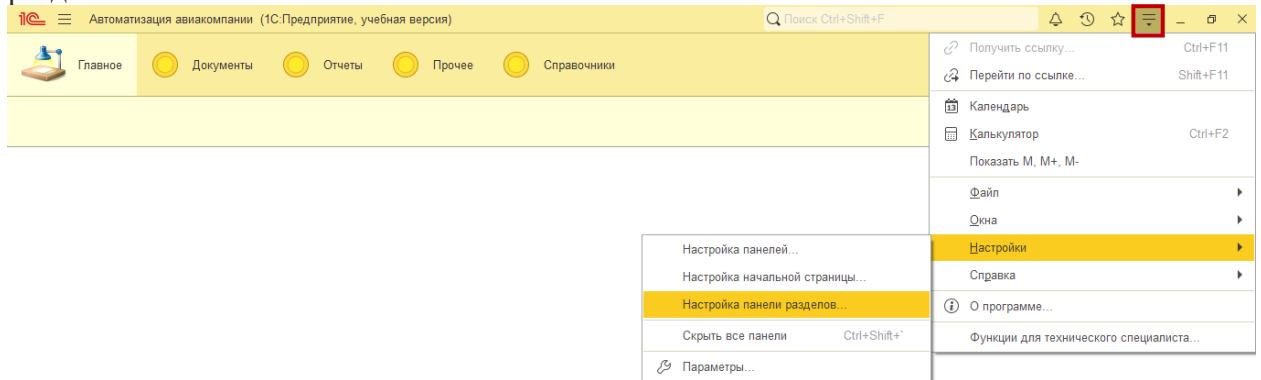 1С Автоматизация авиакомпании (1С:Предприятие, учебная версия) Поиск Ctrl+Shift+F
Главное Документы Отчеты Прочее Справочники
Получить ссылку... Ctrl+F11
Перейти по ссылке... Shift+F11
13 Календарь
Калькулятор Ctrl+F2
Показать M, M+, M-
Файл
Окна
Настройки
Справка
О программе...
Функции для технического специалиста...
Настройка панелей...
Настройка начальной страницы...
Настройка панели разделов...
Скрыть все панели Ctrl+Shift+`
Параметры...